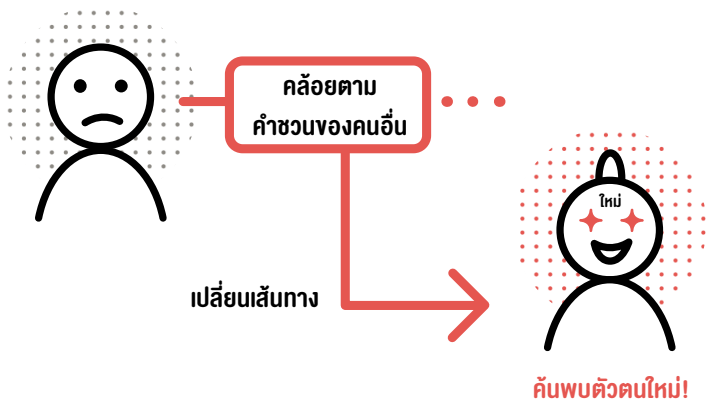 คล้อยตาม
คำชวนของคนอื่น
ใหม่
เปลี่ยนเส้นทาง
ค้นพบตัวตนใหม่!